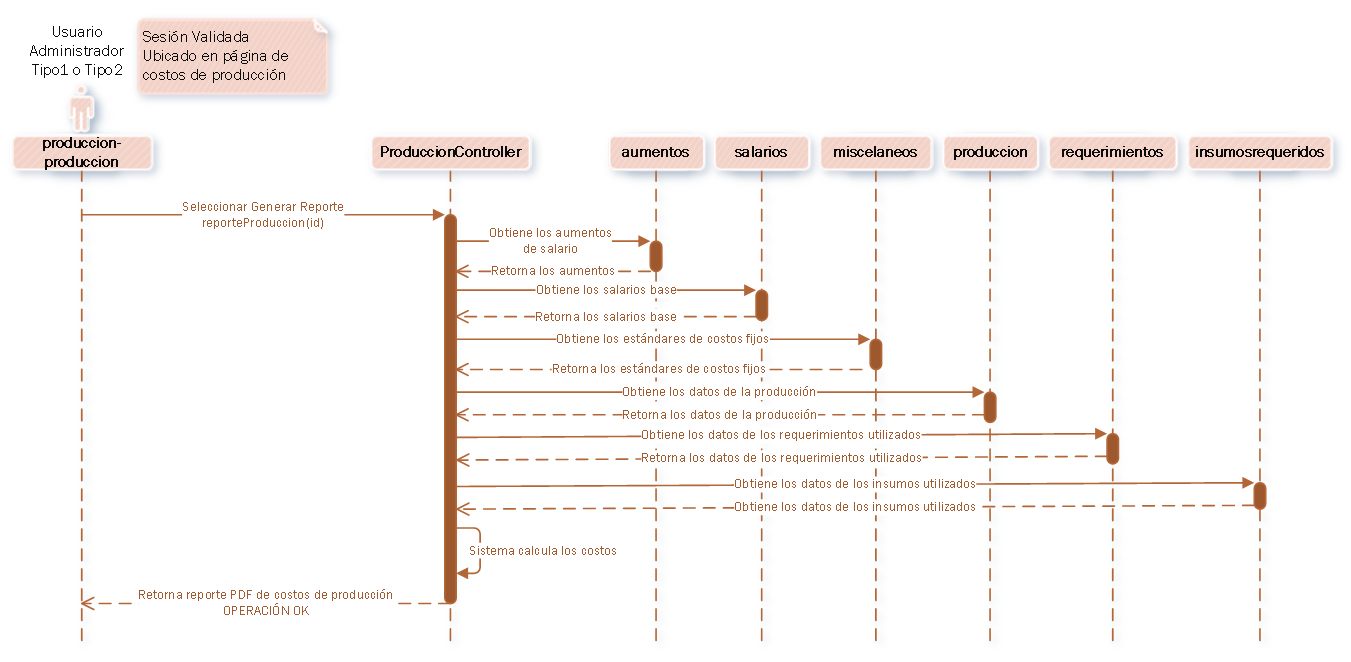 Usuario
Administrador
Tipo1 o Tipo2
Sesión Validada
Ubicado en página de
costos de producción
produccion-
produccion
ProduccionController
aumentos
salarios
miscelaneos
produccion
requerimientos
insumosrequeridos
Seleccionar Generar Reporte
reporteProduccion(id)
Obtiene los aumentos
de salario
Retorna los aumentos
Obtiene los salarios base
Retorna los salarios base
Obtiene los estándares de costos fijos
Retorna los estándares de costos fijos
Obtiene los datos de la producción
Retorna los datos de la producción
Obtiene los datos de los requerimientos utilizados
Retorna los datos de los requerimientos utilizados
Obtiene los datos de los insumos utilizados
Obtiene los datos de los insumos utilizados
Sistema calcula los costos
Retorna reporte PDF de costos de producción
OPERACIÓN OK